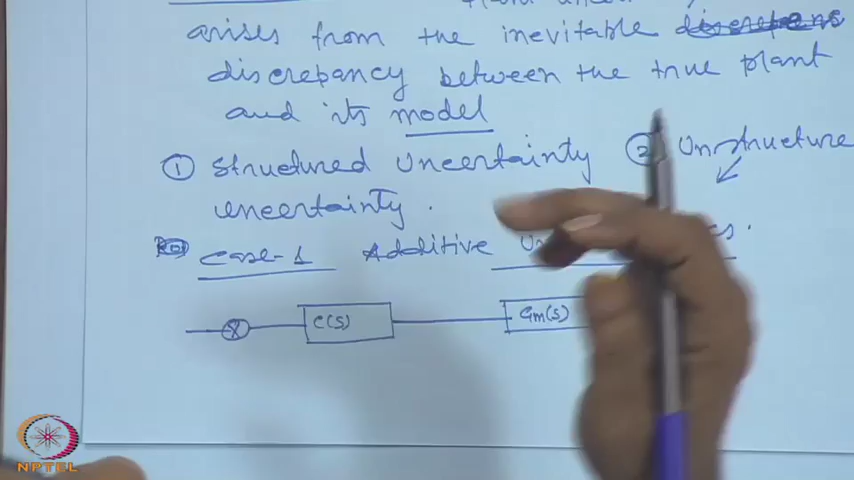 arises from the inevitable
discrepancy between the true plant
and its model
① Structured Uncertainty ② Unstructure
uncertainty.
Case-1 Additive
C(s) Gm(s)
NPTEL